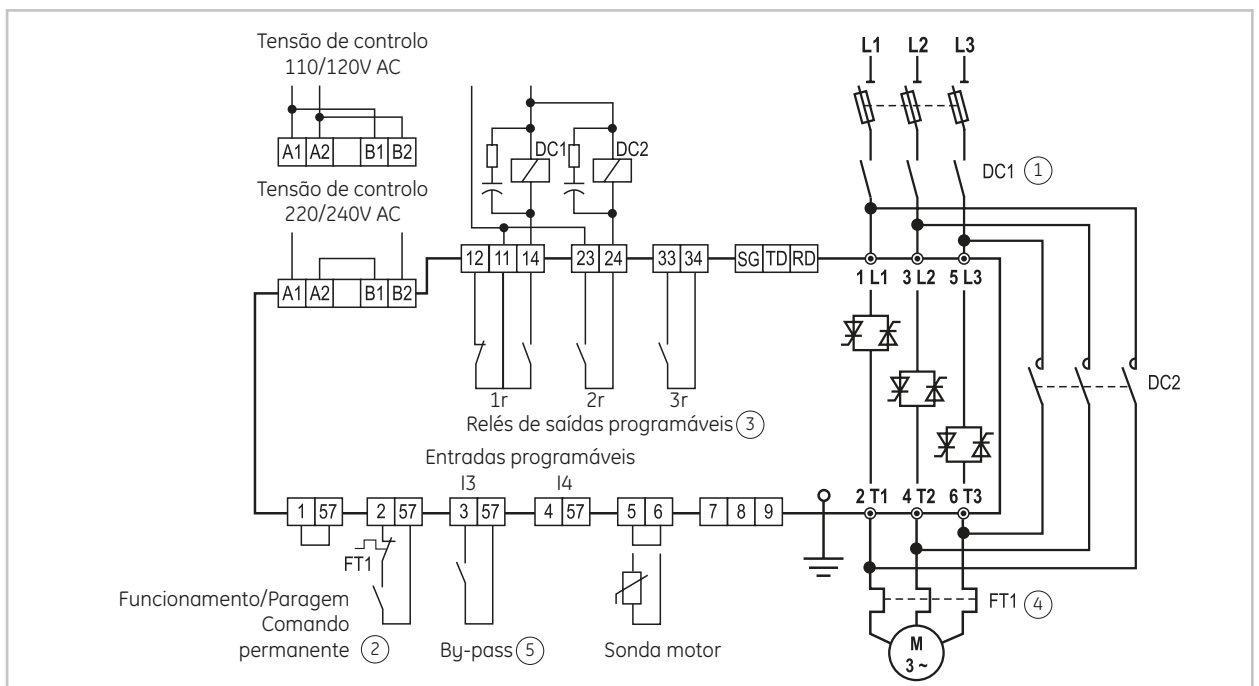 Tensão de controlo
110/120V AC
A1 A2 B1 B2
Tensão de controlo
220/240V AC
A1 A2 B1 B2
DC1 DC2
12 11 14 23 24 33 34 SG TD RD
1r 2r 3r
Relés de saídas programáveis 3
L1 L2 L3
DC1 1
1 L1 3 L2 5 L3
DC2
Entradas programáveis
I3 I4
1 57 2 57 3 57 4 57 5 6 7 8 9
2 T1 4 T2 6 T3
FT1
Funcionamento/Paragem
Comando
permanente 2
By-pass 5
Sonda motor
FT1 4
M
3 ~